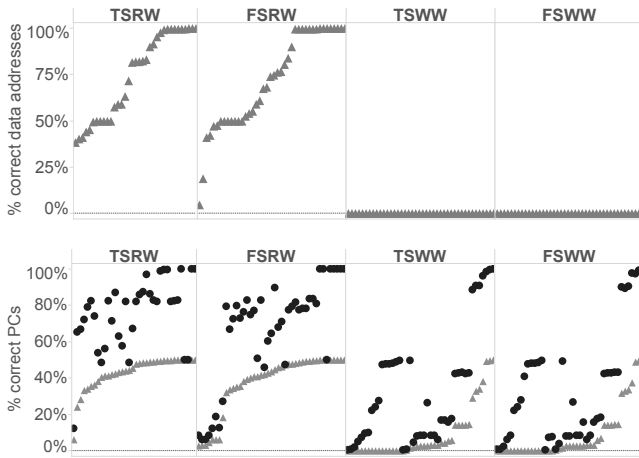 TSRW FSRW TSWW FSWW
% correct data addresses
100%
75%
50%
25%
0%
TSRW FSRW TSWW FSWW
% correct PCs
100%
80%
60%
40%
20%
0%